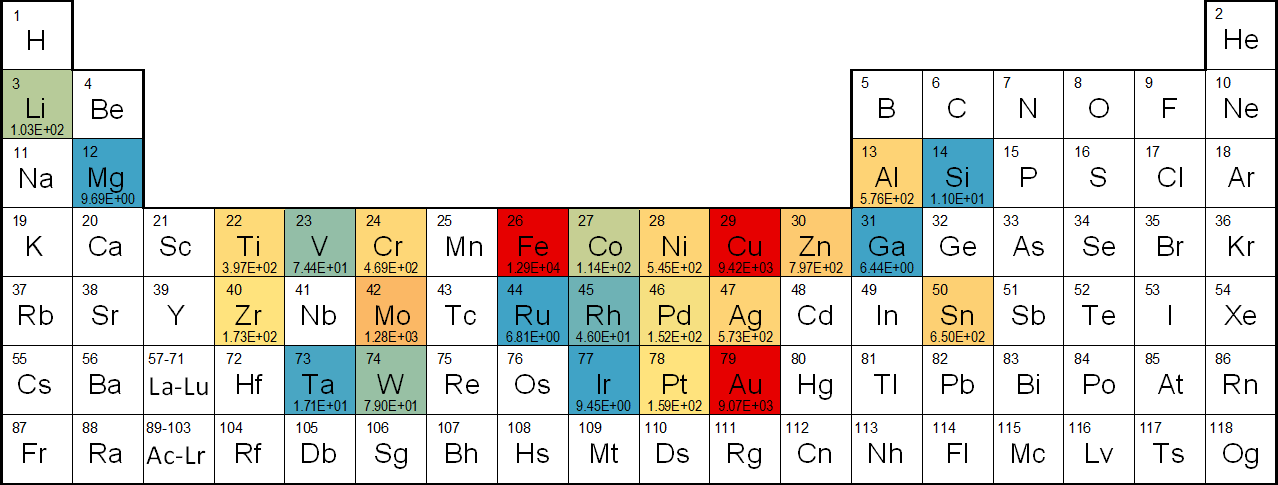 1 2
H He
3 4 5 6 7 8 9 10
Li Be B C N O F Ne
1.03E+02
11 12 13 14 15 16 17 18
Na Mg Al Si P S Cl Ar
9.69E+00 5.76E+02 1.10E+01
19 20 21 22 23 24 25 26 27 28 29 30 31 32 33 34 35 36
K Ca Sc Ti V Cr Mn Fe Co Ni Cu Zn Ga Ge As Se Br Kr
3.97E+02 7.44E+01 4.69E+02 1.29E+04 1.14E+02 5.45E+02 9.42E+03 7.97E+02 6.44E+00
37 38 39 40 41 42 43 44 45 46 47 48 49 50 51 52 53 54
Rb Sr Y Zr Nb Mo Tc Ru Rh Pd Ag Cd In Sn Sb Te I Xe
1.73E+02 1.28E+03 6.81E+00 4.60E+01 1.52E+02 5.73E+02 6.50E+02
55 56 57-71 72 73 74 75 76 77 78 79 80 81 82 83 84 85 86
Cs Ba La-Lu Hf Ta W Re Os Ir Pt Au Hg Tl Pb Bi Po At Rn
1.71E+01 7.90E+01 9.45E+00 1.59E+02 9.07E+03
87 88 89-103 104 105 106 107 108 109 110 111 112 113 114 115 116 117 118
Fr Ra Ac-Lr Rf Db Sg Bh Hs Mt Ds Rg Cn Nh Fl Mc Lv Ts Og